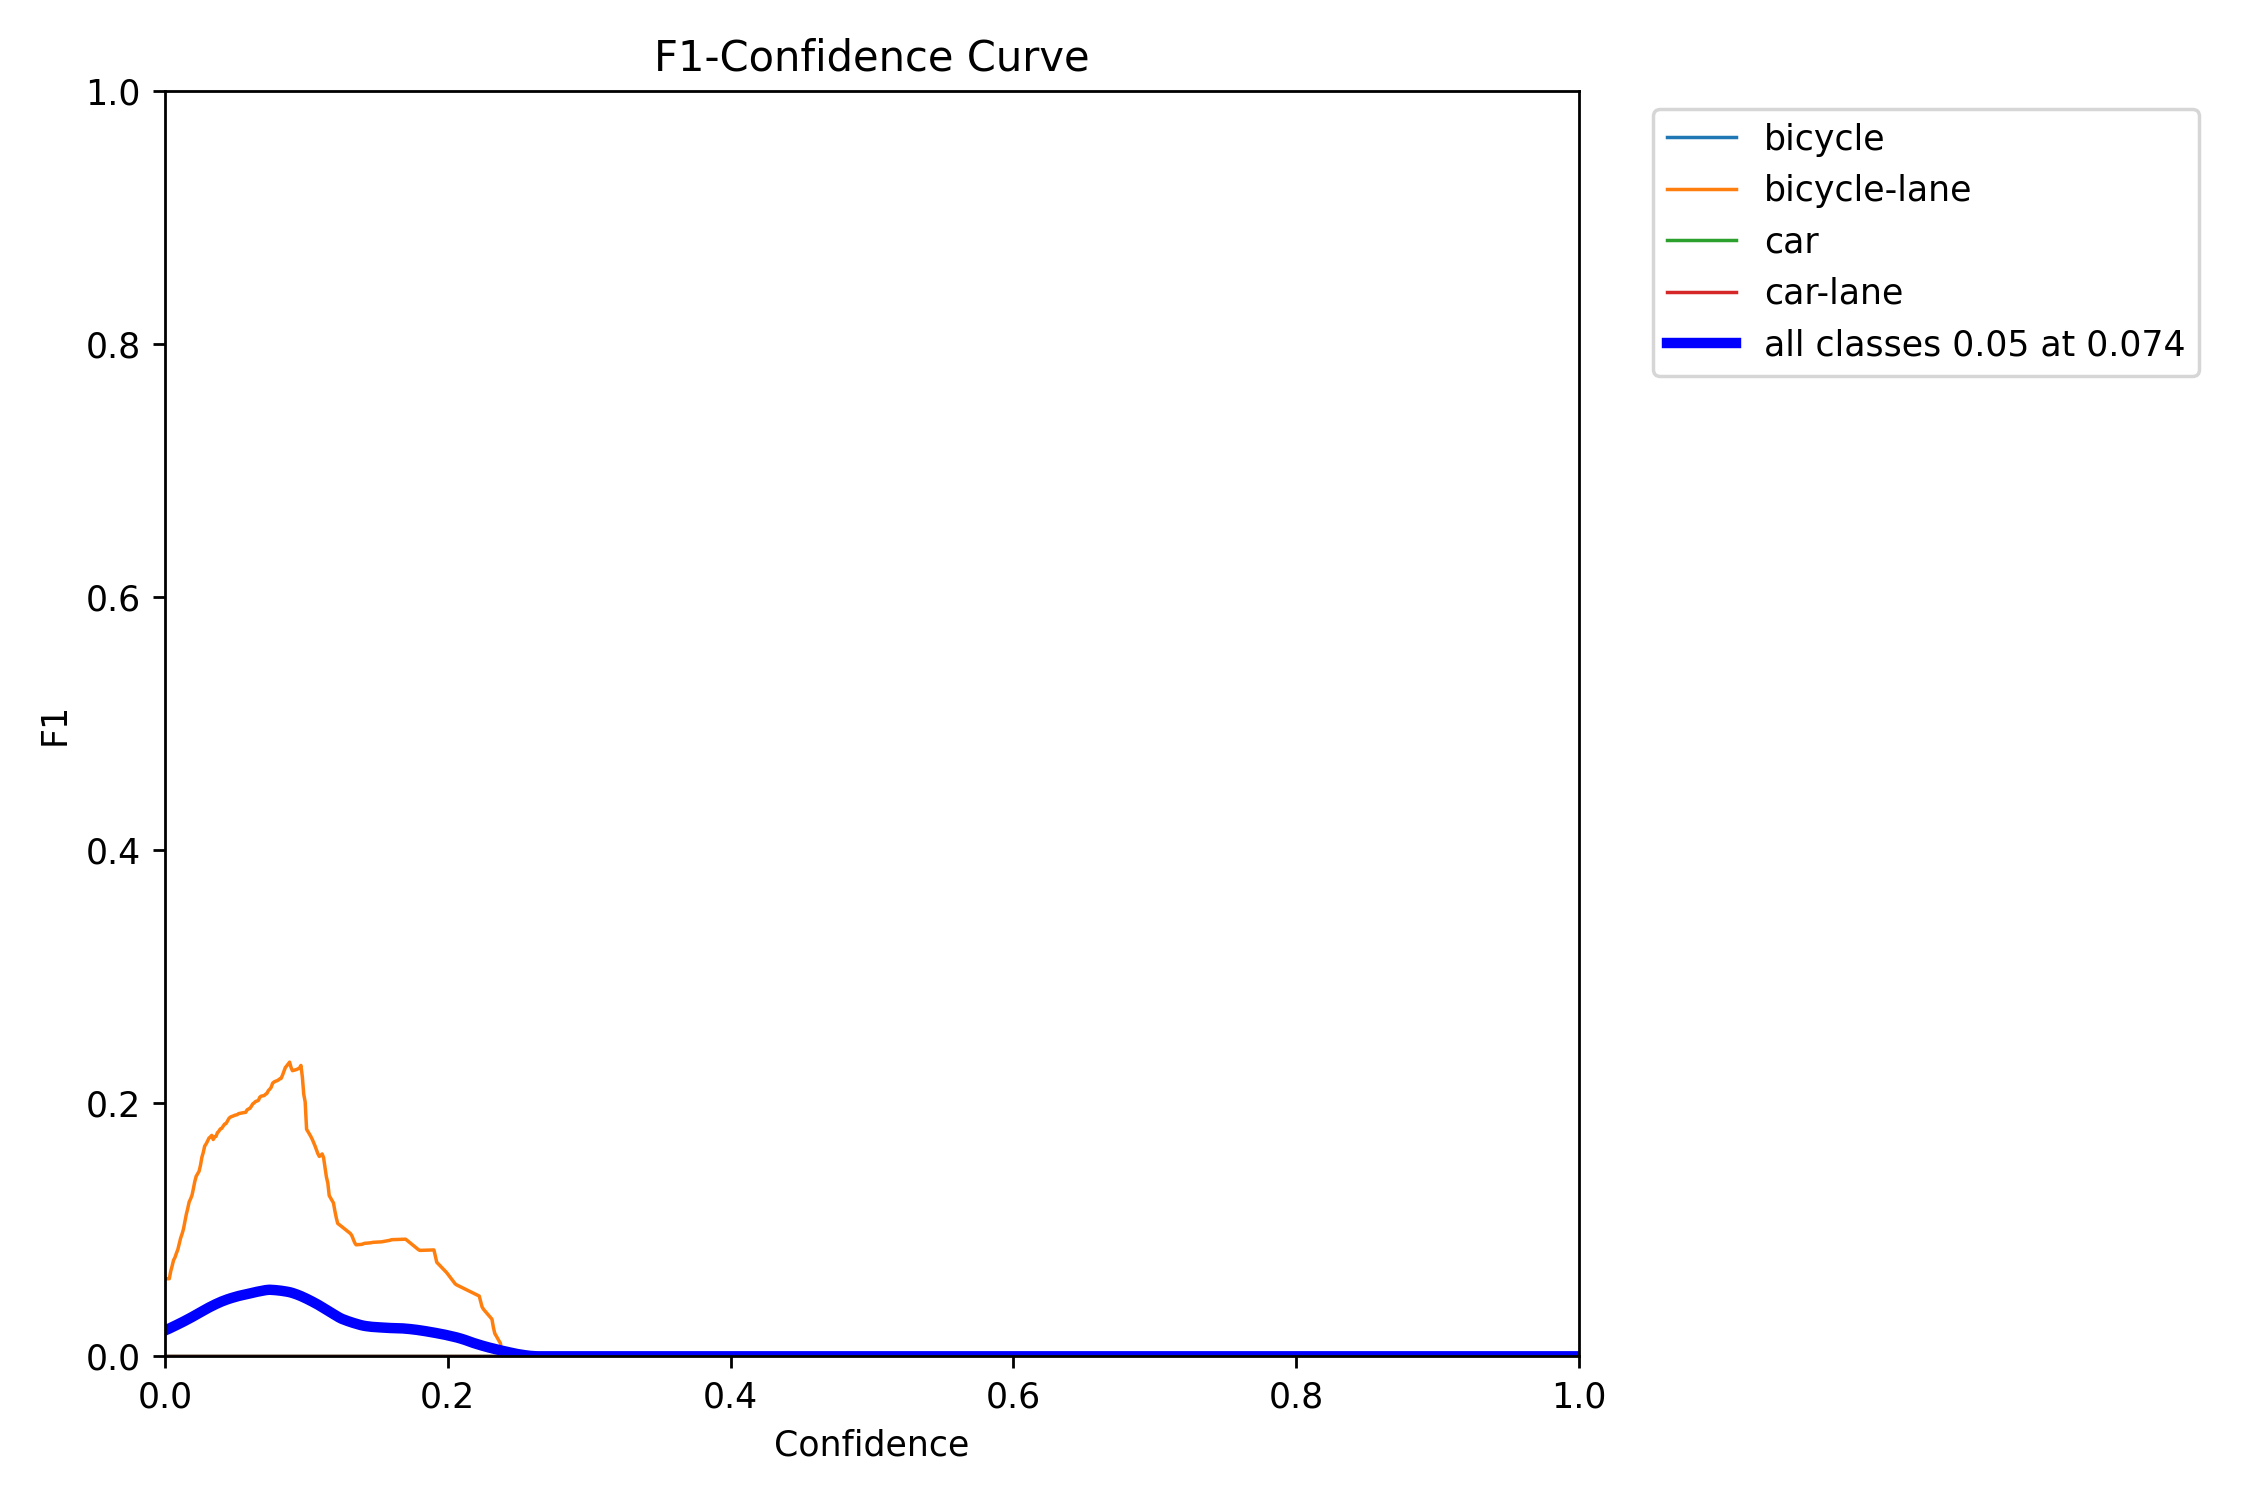 F1-Confidence Curve
1.0
0.8
0.6
0.4
0.2
0.0
F1
0.0 0.2 0.4 0.6 0.8 1.0
Confidence
bicycle
bicycle-lane
car
car-lane
all classes 0.05 at 0.074